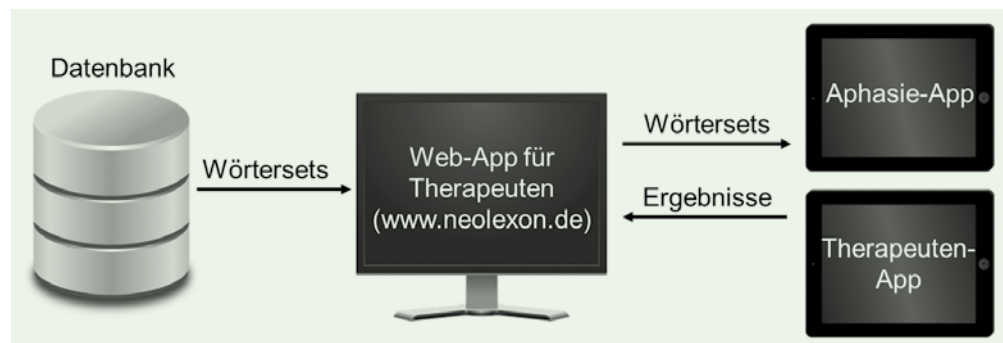 Datenbank
Wörtersets
Web-App für
Therapeuten
(www.neolexon.de)
Wörtersets
Ergebnisse
Aphasie-App
Therapeuten-
App